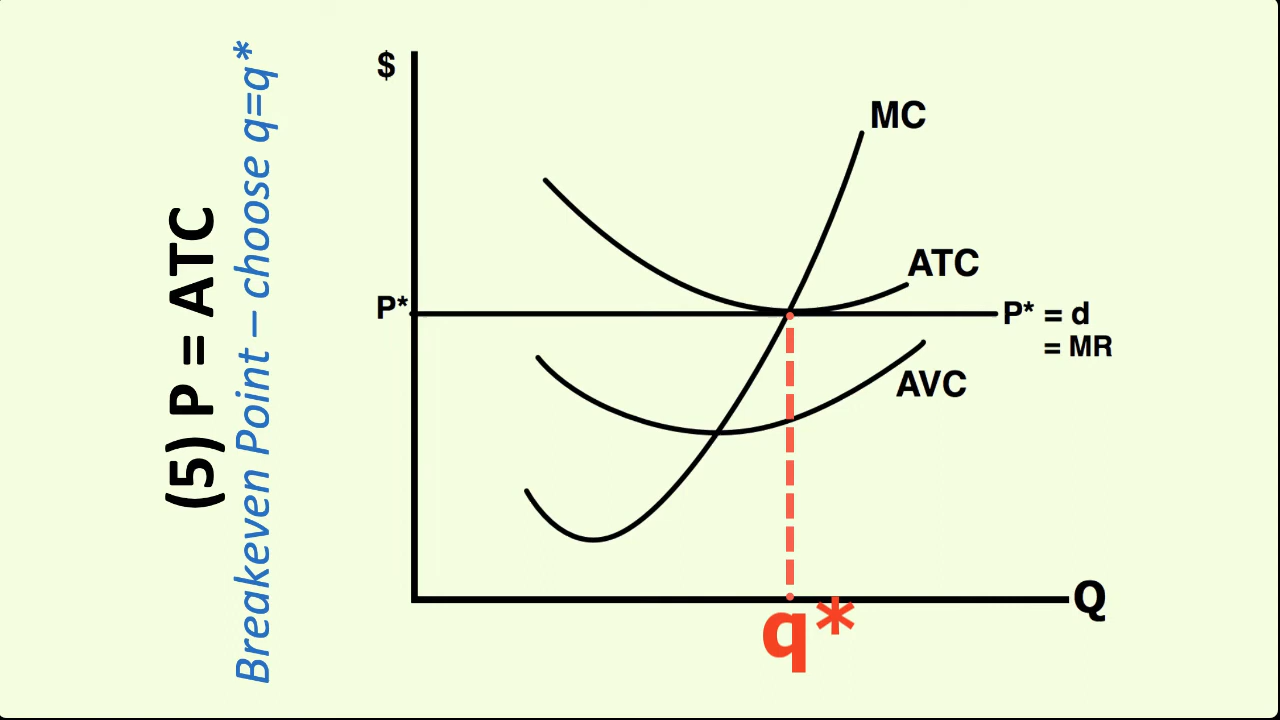 (5) P = ATC
Breakeven Point – choose q=q*
$
MC
ATC
P*
P* = d
= MR
AVC
Q
q*